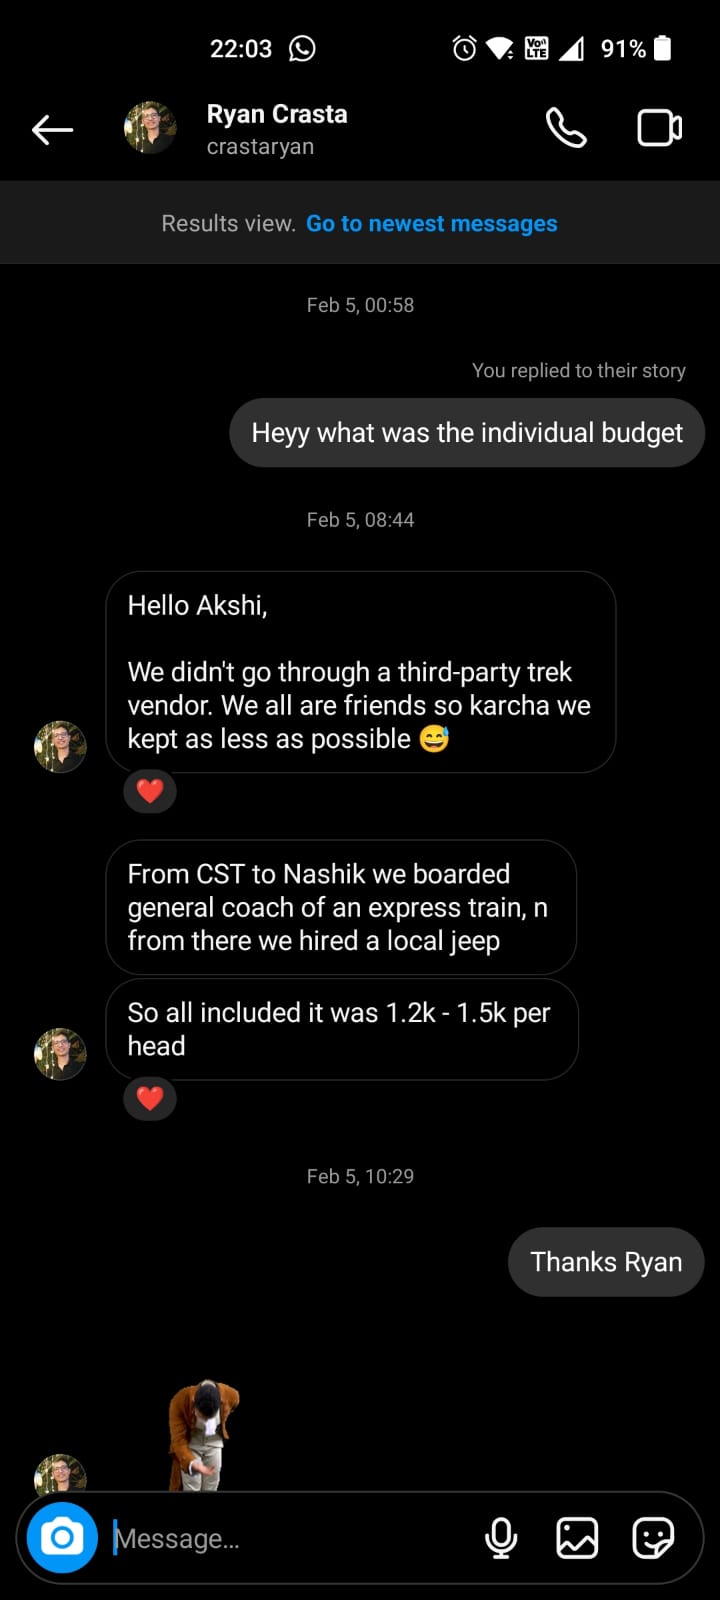 22:03
Vo))
LTE
91%
Ryan Crasta
crastaryan
Results view. Go to newest messages
Feb 5, 00:58
You replied to their story
Heyy what was the individual budget
Feb 5, 08:44
Hello Akshi,
We didn't go through a third-party trek
vendor. We all are friends so karcha we
kept as less as possible 😅
❤️
From CST to Nashik we boarded
general coach of an express train, n
from there we hired a local jeep
So all included it was 1.2k - 1.5k per
head
❤️
Feb 5, 10:29
Thanks Ryan
Message...